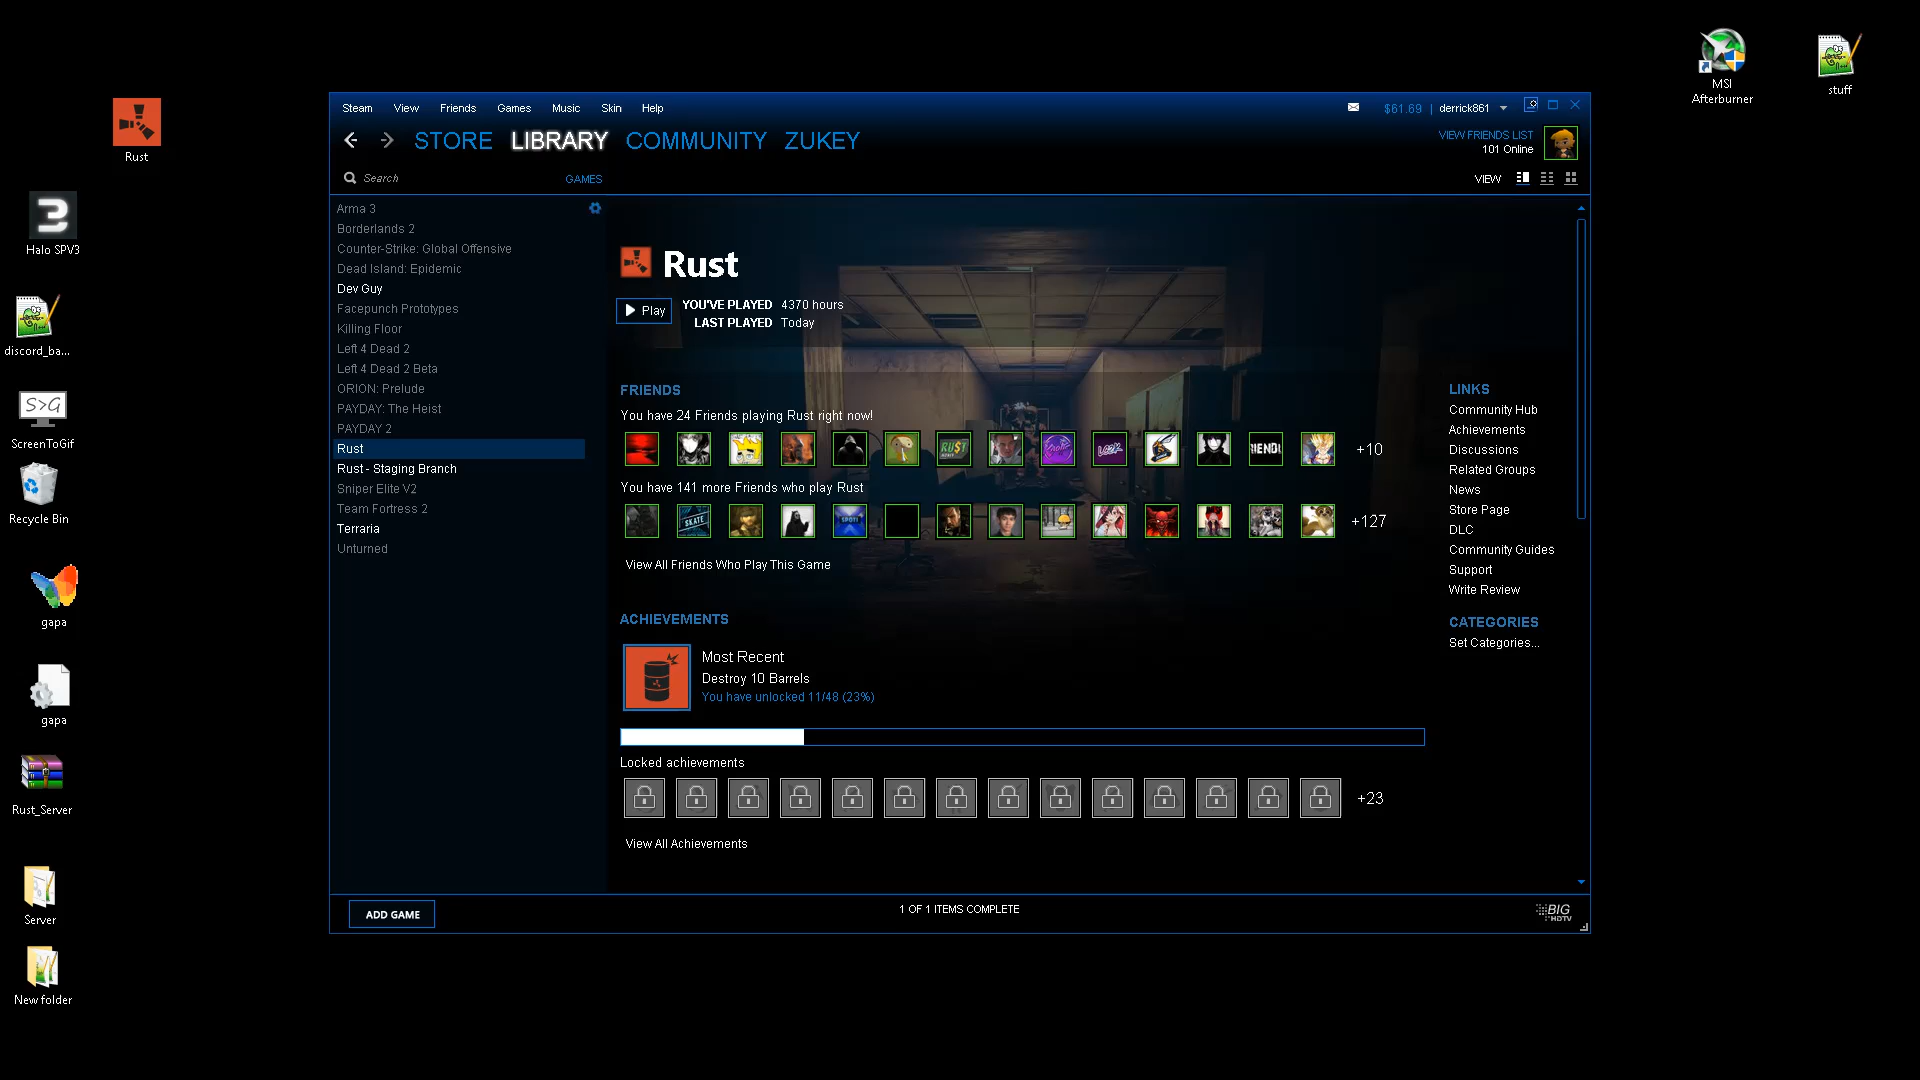 Steam View Friends Games Music Skin Help
$61.69 | derrick861
STORE LIBRARY COMMUNITY ZUKEY
VIEW FRIENDS LIST
101 Online
Search
GAMES
VIEW
Arma 3
Borderlands 2
Counter-Strike: Global Offensive
Dead Island: Epidemic
Dev Guy
Facepunch Prototypes
Killing Floor
Left 4 Dead 2
Left 4 Dead 2 Beta
ORION: Prelude
PAYDAY: The Heist
PAYDAY 2
Rust
Rust - Staging Branch
Sniper Elite V2
Team Fortress 2
Terraria
Unturned
Rust
Play
YOU'VE PLAYED 4370 hours
LAST PLAYED Today
FRIENDS
You have 24 Friends playing Rust right now!
RUST
+10
You have 141 more Friends who play Rust
SKATE
+127
View All Friends Who Play This Game
ACHIEVEMENTS
Most Recent
Destroy 10 Barrels
You have unlocked 11/48 (23%)
Locked achievements
+23
View All Achievements
LINKS
Community Hub
Achievements
Discussions
Related Groups
News
Store Page
DLC
Community Guides
Support
Write Review
CATEGORIES
Set Categories...
ADD GAME
1 OF 1 ITEMS COMPLETE
BIG
HDTV
Rust
Halo SPV3
discord_ba...
S>G
ScreenToGif
Recycle Bin
gapa
gapa
Rust_Server
Server
New folder
MSI
Afterburner
stuff